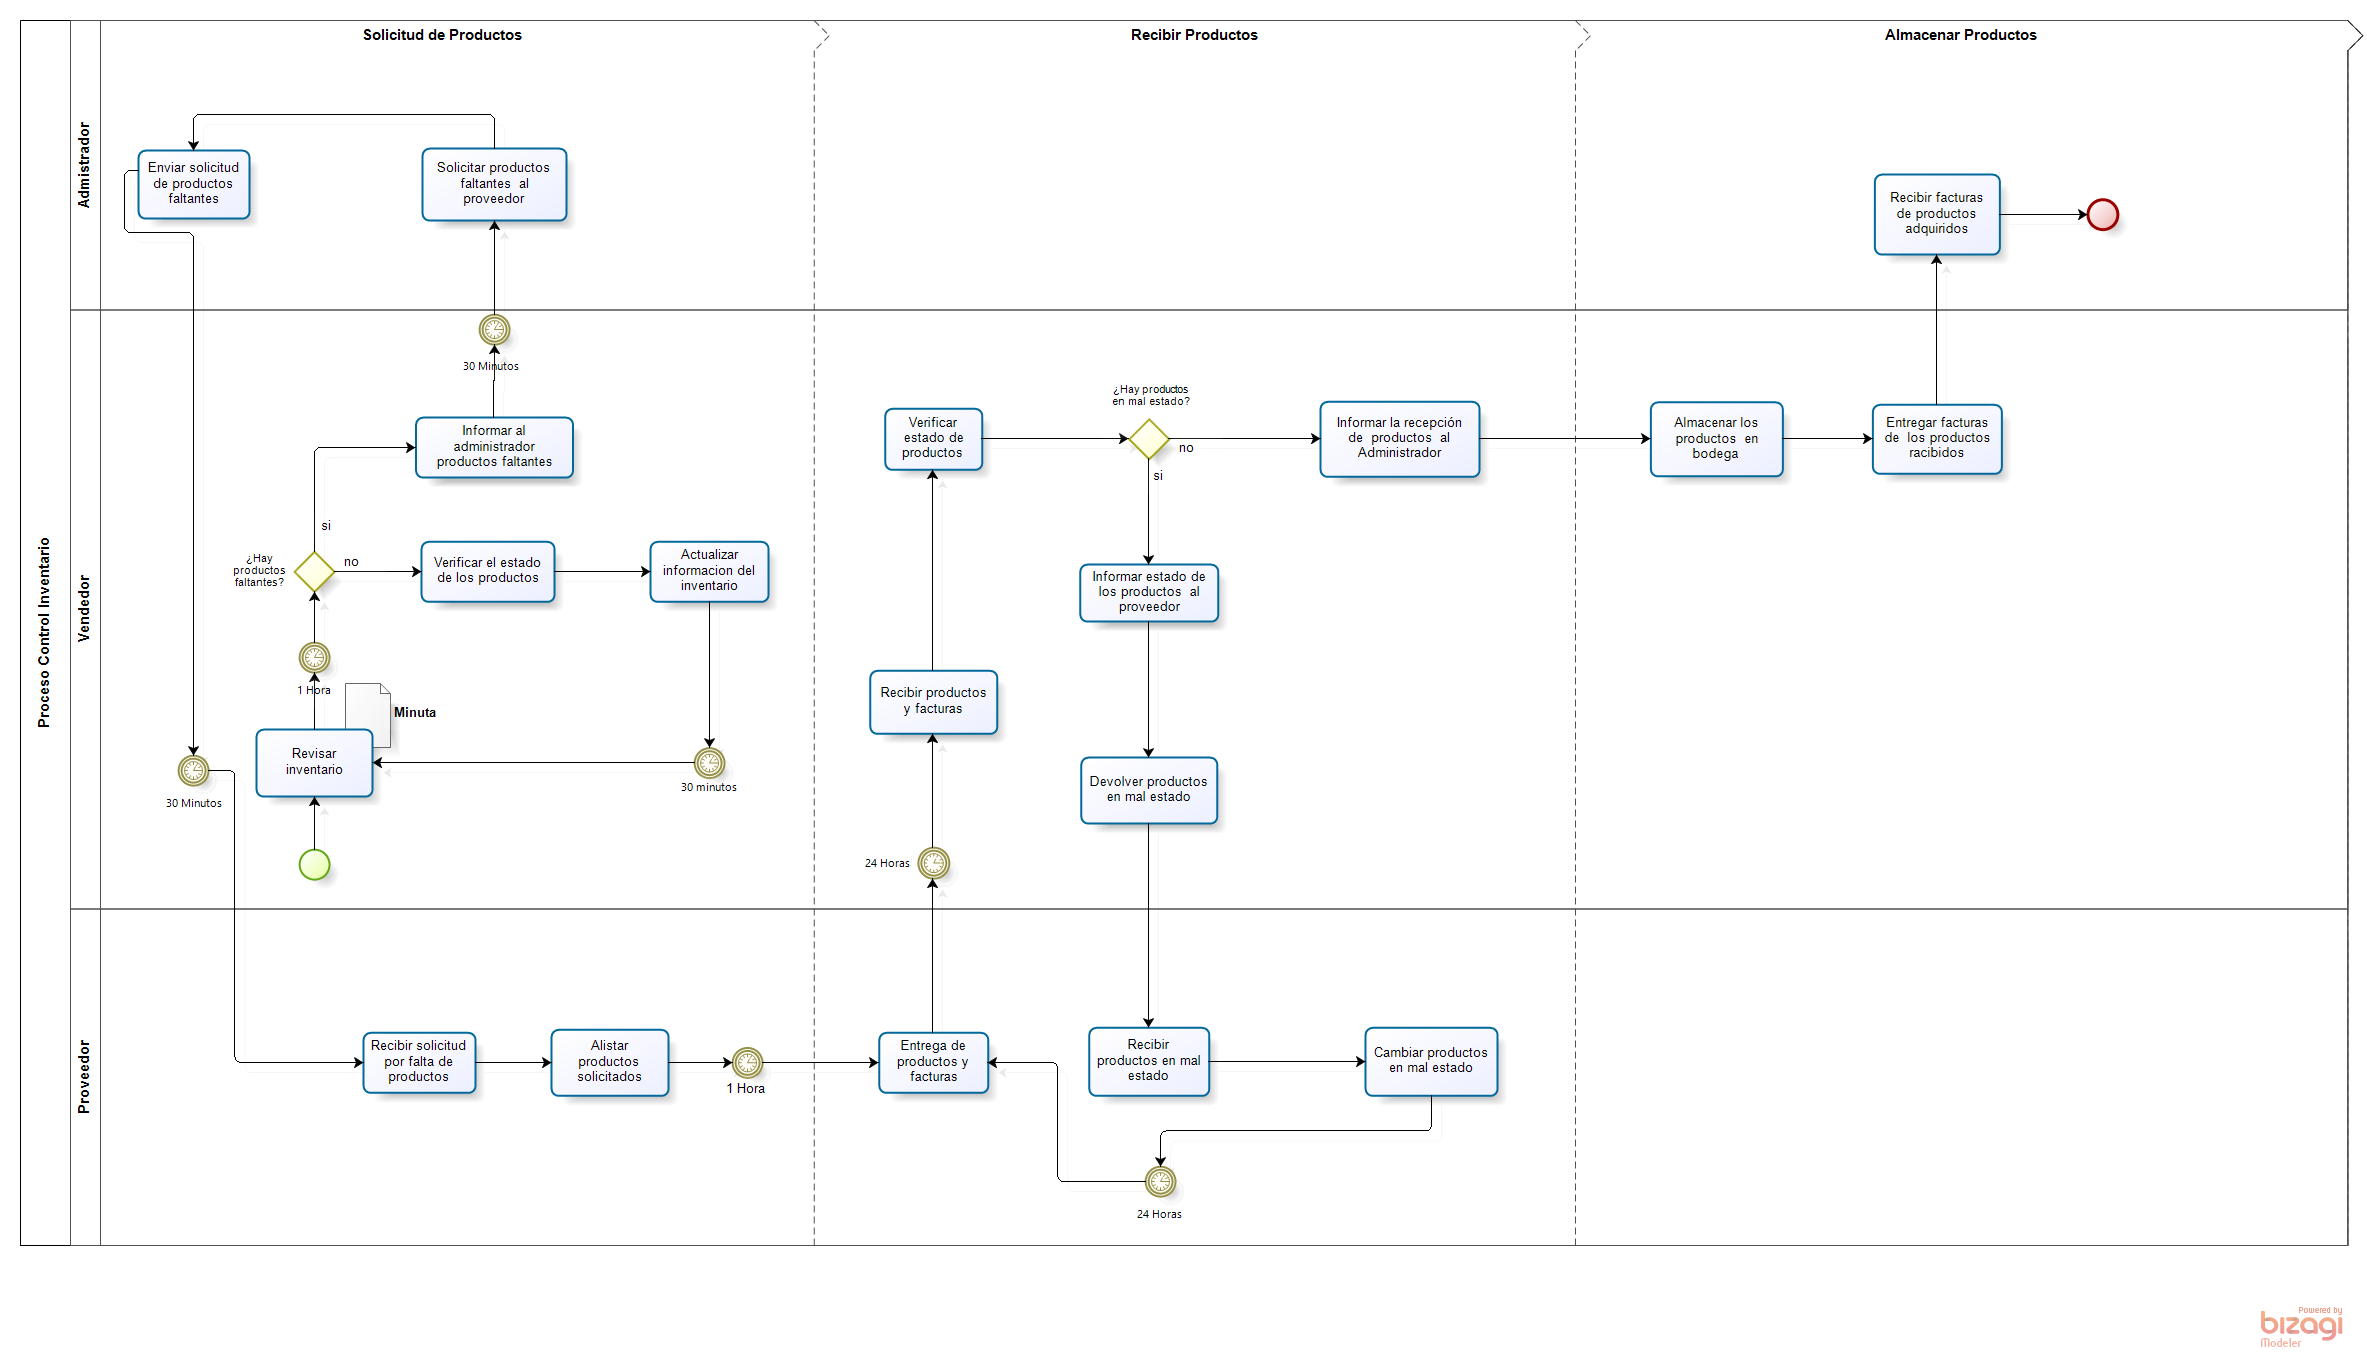 Solicitud de Productos
Recibir Productos
Almacenar Productos
Proceso Control Inventario
Admistrador
Enviar solicitud
de productos
faltantes
Solicitar productos
faltantes al
proveedor
Recibir facturas
de productos
adquiridos
Vendedor
30 Minutos
Informar al
administrador
productos faltantes
si
¿Hay
productos
faltantes?
no
Verificar el estado
de los productos
Actualizar
informacion del
inventario
1 Hora
Minuta
Revisar
inventario
30 Minutos
30 minutos
Verificar
estado de
productos
¿Hay productos
en mal estado?
no
si
Informar la recepción
de productos al
Administrador
Almacenar los
productos en
bodega
Entregar facturas
de los productos
racibidos
Informar estado de
los productos al
proveedor
Recibir productos
y facturas
Devolver productos
en mal estado
24 Horas
Proveedor
Recibir solicitud
por falta de
productos
Alistar
productos
solicitados
1 Hora
Entrega de
productos y
facturas
Recibir
productos en mal
estado
Cambiar productos
en mal estado
24 Horas
Powered by
bizagi
Modeler